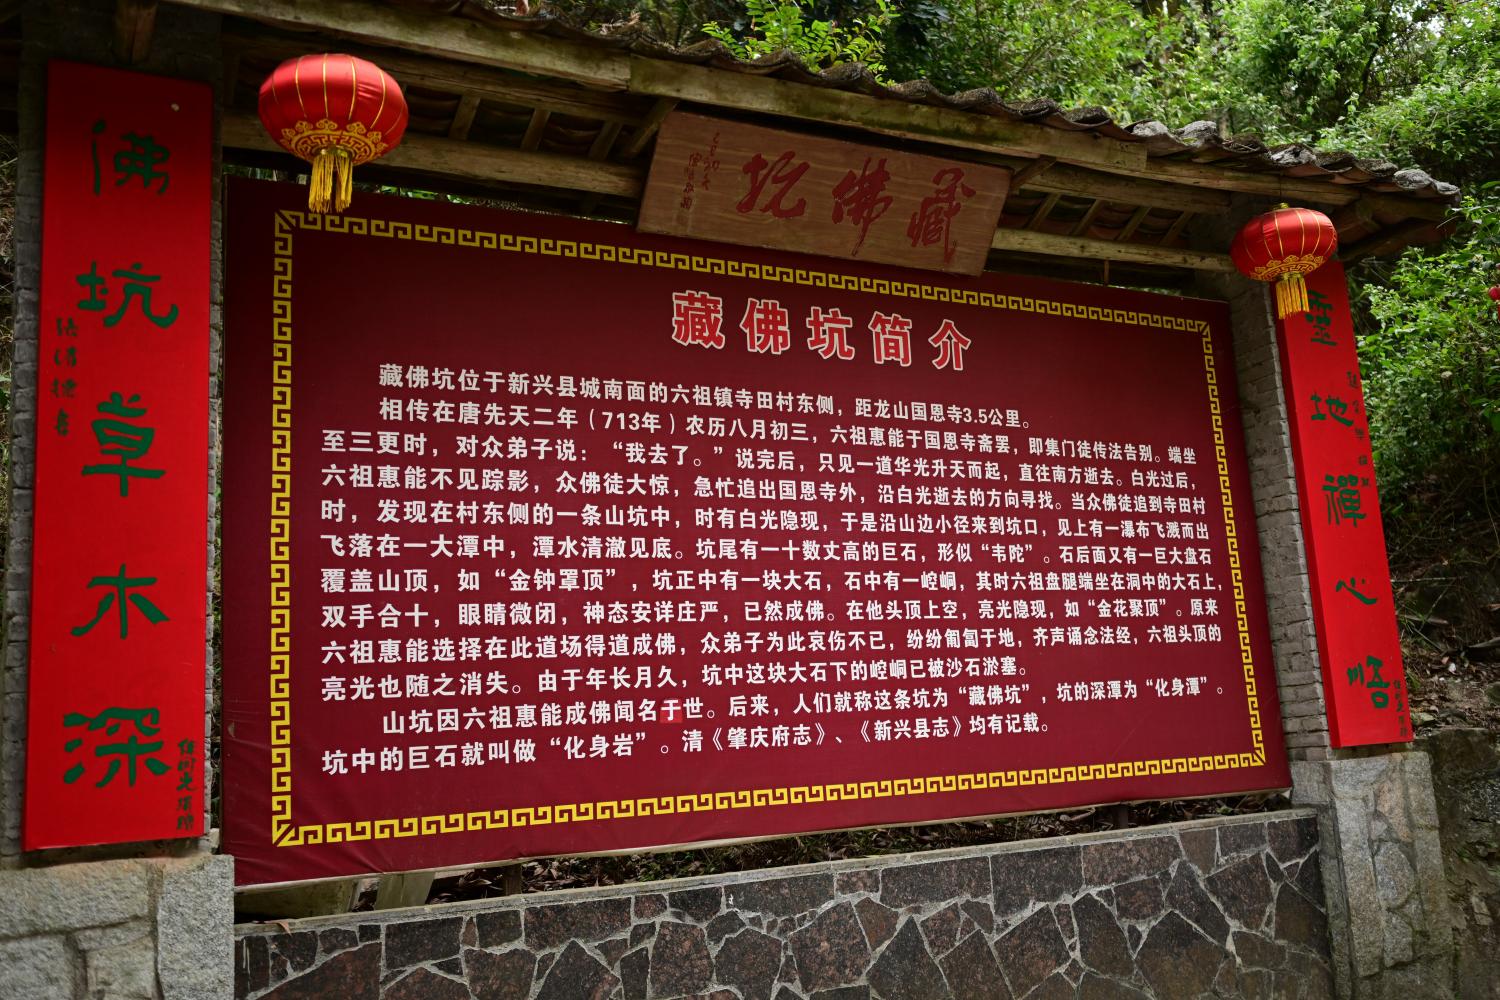 藏佛坑
藏佛坑简介
藏佛坑位于新兴县城南面的六祖镇寺田村东侧，距龙山国恩寺3.5公里。
相传在唐先天二年（713年）农历八月初三，六祖惠能于国恩寺斋罢，即集门徒传法告别。端坐
至三更时，对众弟子说：“我去了。”说完后，只见一道华光升天而起，直往南方逝去。白光过后，
六祖惠能不见踪影，众佛徒大惊，急忙追出国恩寺外，沿白光逝去的方向寻找。当众佛徒追到寺田村
时，发现在村东侧的一条山坑中，时有白光隐现，于是沿山边小径来到坑口，见上有一瀑布飞溅而出
飞落在一大潭中，潭水清澈见底。坑尾有一十数丈高的巨石，形似“韦陀”。石后面又有一巨大盘石
覆盖山顶，如“金钟罩顶”，坑正中有一块大石，石中有一崆峒，其时六祖盘腿端坐在洞中的大石上，
双手合十，眼睛微闭，神态安详庄严，已然成佛。在他头顶上空，亮光隐现，如“金花聚顶”。原来
六祖惠能选择在此道场得道成佛，众弟子为此哀伤不已，纷纷匍匐于地，齐声诵念法经，六祖头顶的
亮光也随之消失。由于年长月久，坑中这块大石下的崆峒已被沙石淤塞。
山坑因六祖惠能成佛闻名于世。后来，人们就称这条坑为“藏佛坑”，坑的深潭为“化身潭”。
坑中的巨石就叫做“化身岩”。清《肇庆府志》、《新兴县志》均有记载。
靈地禪心悟
佛坑草木深